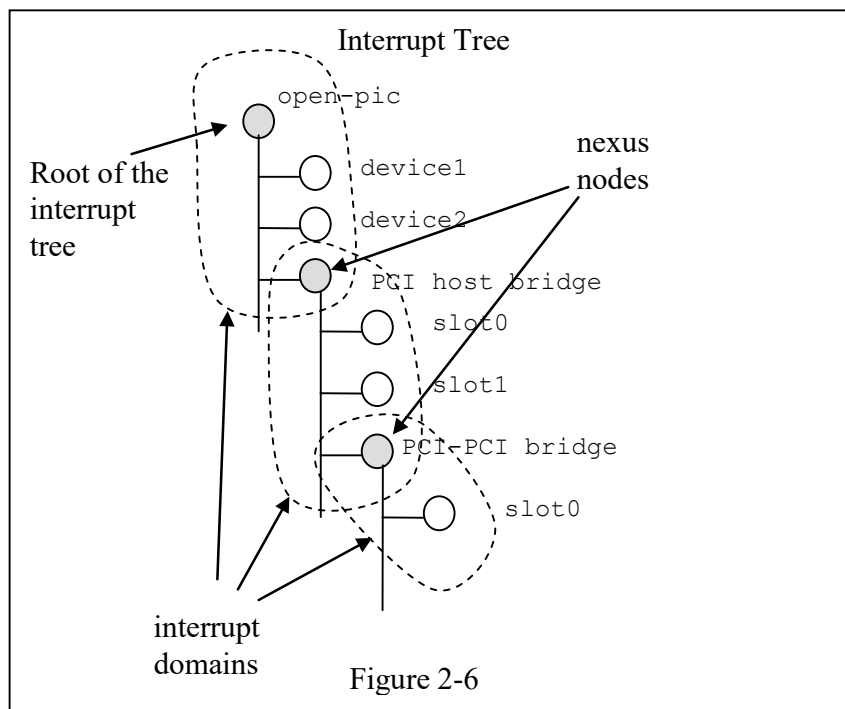 Interrupt Tree
open-pic
Root of the
interrupt
tree
device1
device2
nexus
nodes
PCI host bridge
slot0
slot1
PCI-PCI bridge
slot0
interrupt
domains
Figure 2-6